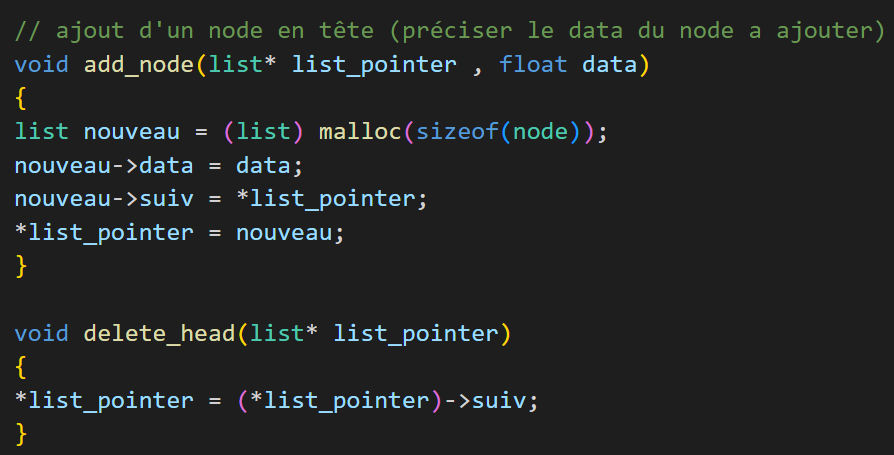 // ajout d'un node en tête (préciser le data du node a ajouter)
void add_node(list* list_pointer , float data)
{
list nouveau = (list) malloc(sizeof(node));
nouveau->data = data;
nouveau->suiv = *list_pointer;
*list_pointer = nouveau;
}
void delete_head(list* list_pointer)
{
*list_pointer = (*list_pointer)->suiv;
}